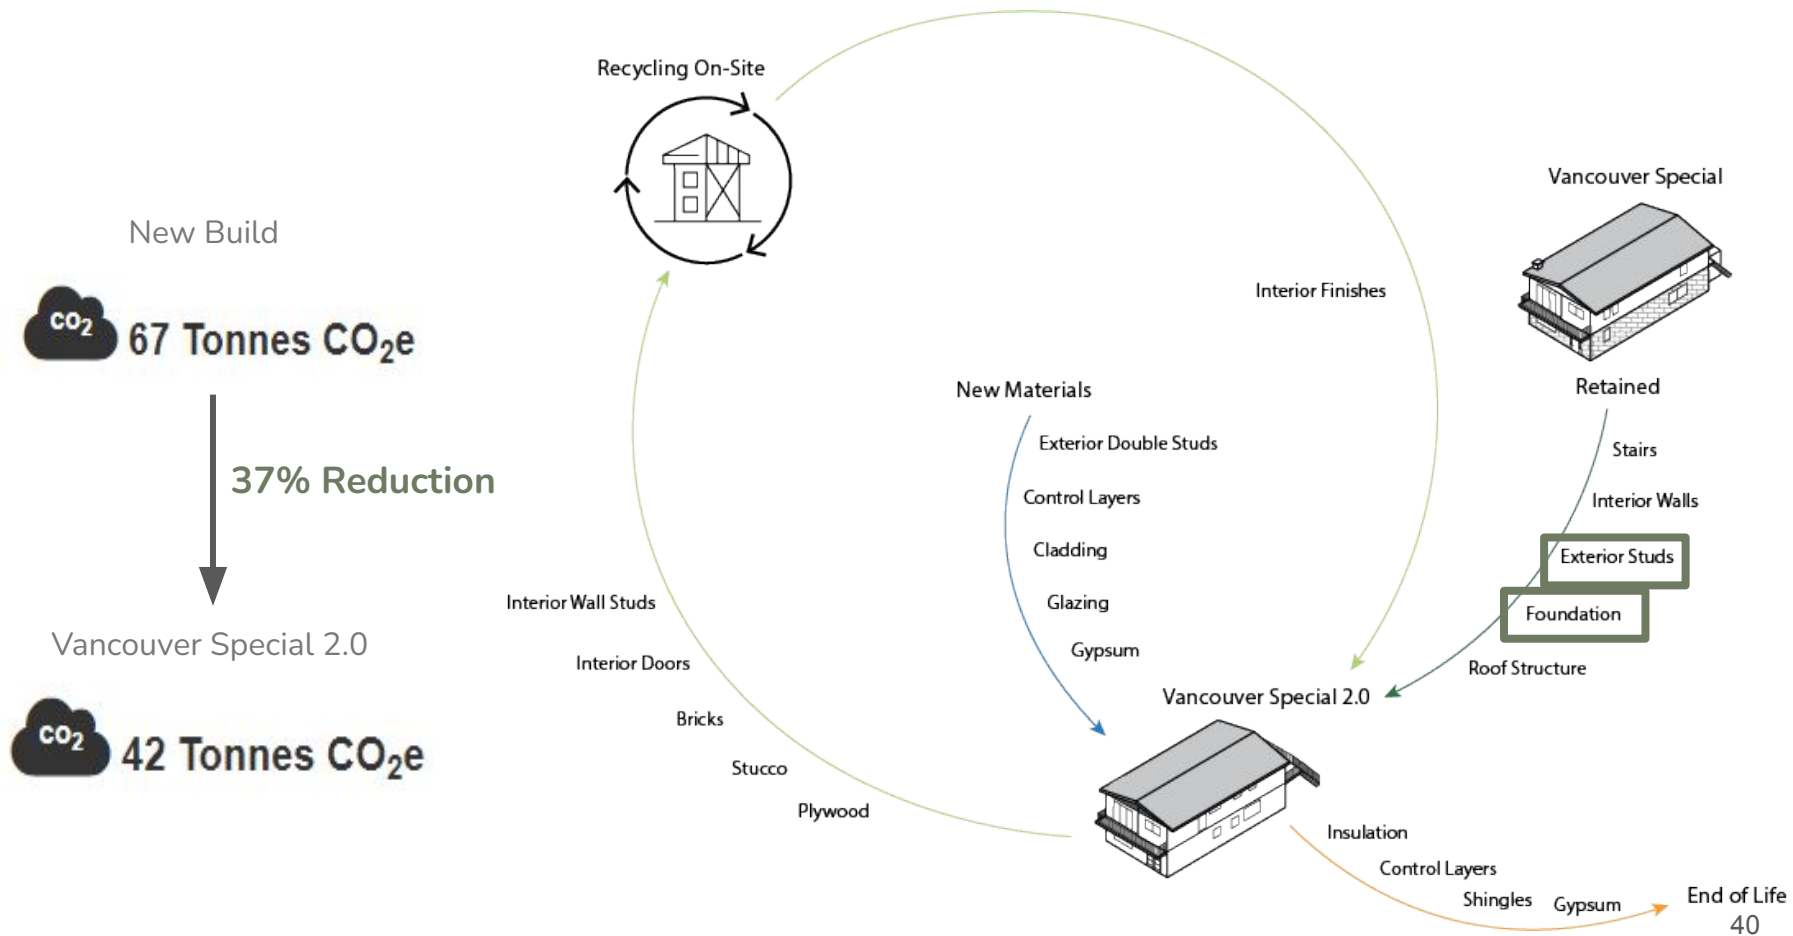 New Build
CO2
67 Tonnes CO2e
37% Reduction
Vancouver Special 2.0
CO2
42 Tonnes CO2e
Recycling On-Site
Interior Finishes
Interior Wall Studs
Interior Doors
Bricks
Stucco
Plywood
New Materials
Exterior Double Studs
Control Layers
Cladding
Glazing
Gypsum
Vancouver Special
Retained
Stairs
Interior Walls
Exterior Studs
Foundation
Roof Structure
Vancouver Special 2.0
Insulation
Control Layers
Shingles
Gypsum
End of Life
40